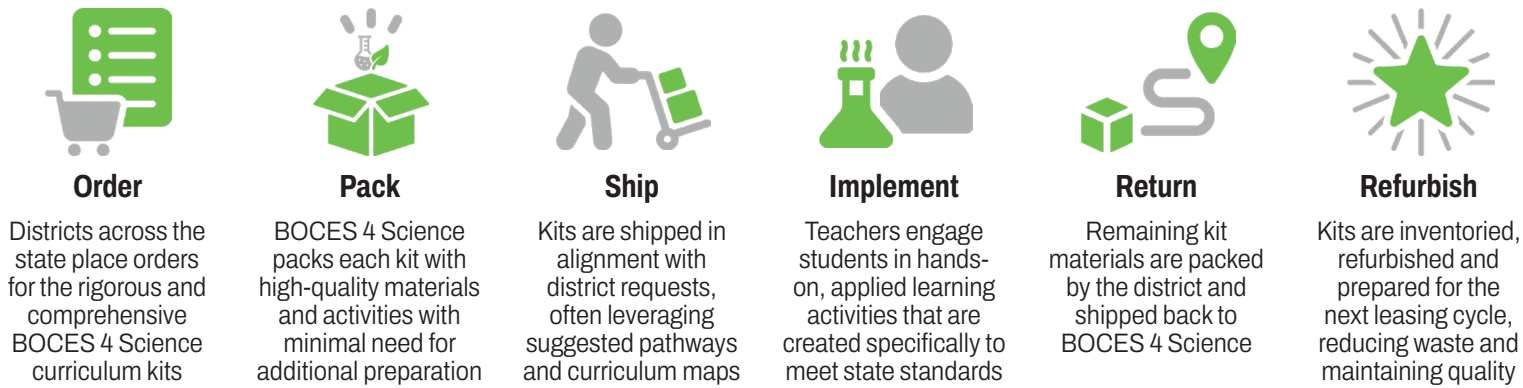 Order
Districts across the
state place orders
for the rigorous and
comprehensive
BOCES 4 Science
curriculum kits
Pack
BOCES 4 Science
packs each kit with
high-quality materials
and activities with
minimal need for
additional preparation
Ship
Kits are shipped in
alignment with
district requests,
often leveraging
suggested pathways
and curriculum maps
Implement
Teachers engage
students in hands-
on, applied learning
activities that are
created specifically to
meet state standards
Return
Remaining kit
materials are packed
by the district and
shipped back to
BOCES 4 Science
Refurbish
Kits are inventoried,
refurbished and
prepared for the
next leasing cycle,
reducing waste and
maintaining quality